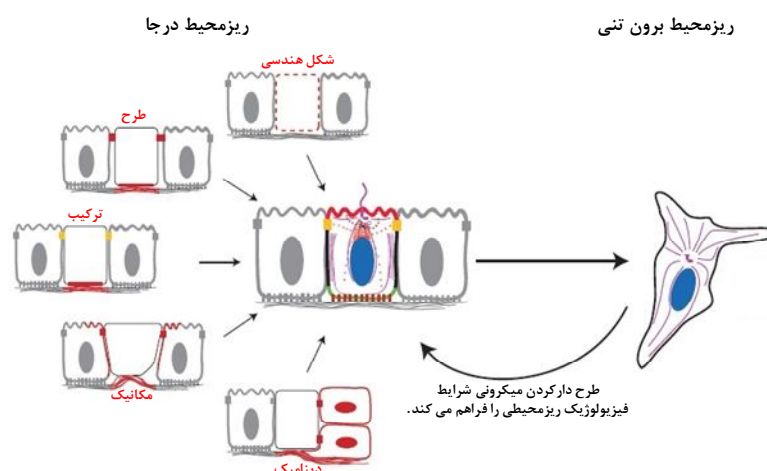 ریزمحیط برون تنی
ریزمحیط درجا
شکل هندسی
طرح
ترکیب
مکانیک
دینامیک
طرح دارکردن میکرونی شرایط
فیزیولوژیک ریزمحیطی را فراهم می کند.